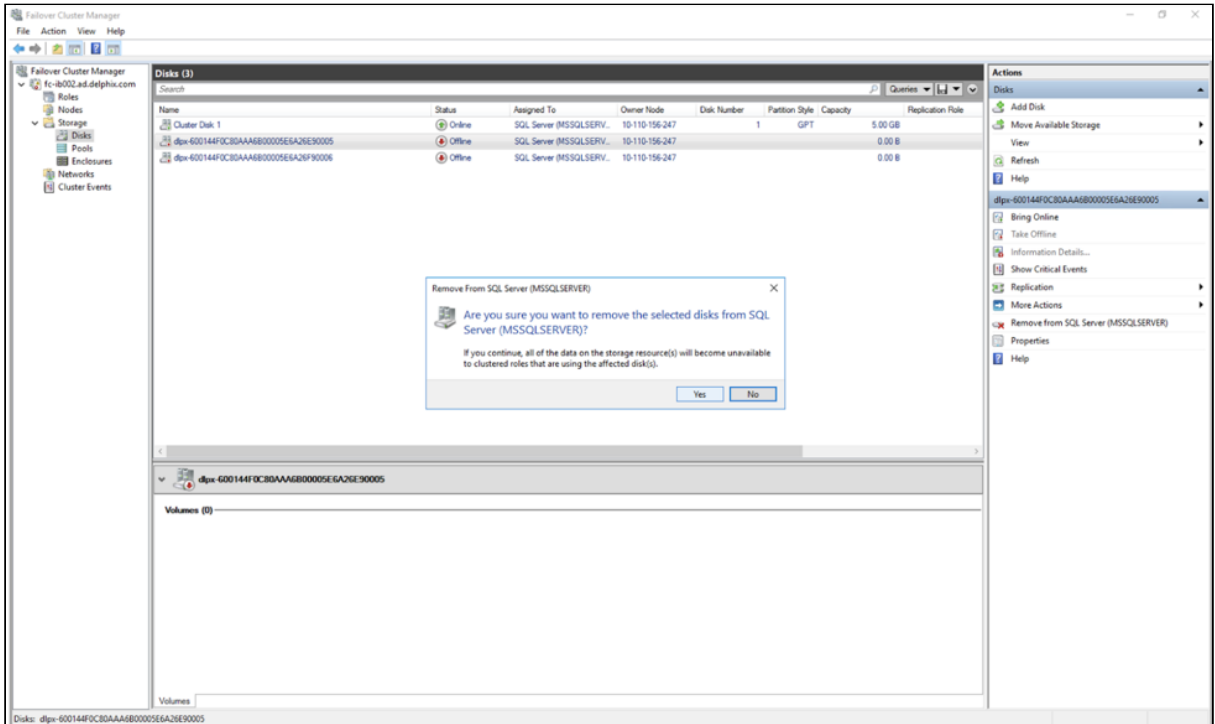 Failover Cluster Manager
File Action View Help
Failover Cluster Manager
fc-ib002.ad.delphix.com
Roles
Nodes
Storage
Disks
Pools
Enclosures
Networks
Cluster Events
Disks (3)
Search
Queries
Name Status Assigned To Owner Node Disk Number Partition Style Capacity Replication Role
Cluster Disk 1 Online SQL Server (MSSQLSERV... 10-110-156-247 1 GPT 5.00 GB
dlpx-600144F0C80AAA6B00005E6A26E90005 Offline SQL Server (MSSQLSERV... 10-110-156-247 0.00 B
dlpx-600144F0C80AAA6B00005E6A26F90006 Offline SQL Server (MSSQLSERV... 10-110-156-247 0.00 B
Remove From SQL Server (MSSQLSERVER)
Are you sure you want to remove the selected disks from SQL
Server (MSSQLSERVER)?
If you continue, all of the data on the storage resource(s) will become unavailable
to clustered roles that are using the affected disk(s).
Yes No
dlpx-600144F0C80AAA6B00005E6A26E90005
Volumes (0)
Volumes
Actions
Disks
Add Disk
Move Available Storage
View
Refresh
Help
dlpx-600144F0C80AAA6B00005E6A26E90005
Bring Online
Take Offline
Information Details...
Show Critical Events
Replication
More Actions
Remove from SQL Server (MSSQLSERVER)
Properties
Help
Disks: dlpx-600144F0C80AAA6B00005E6A26E90005